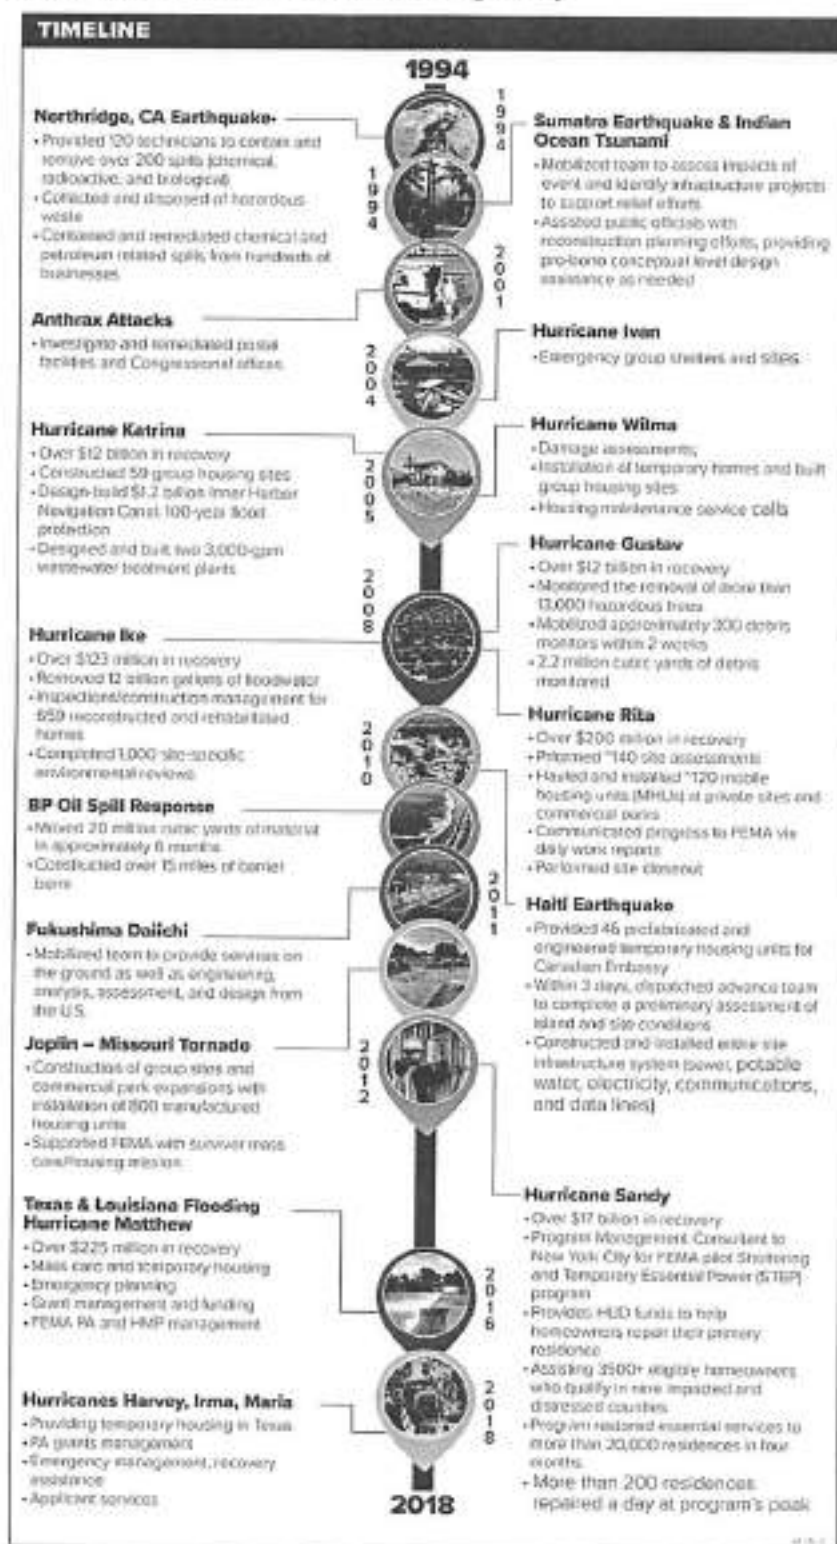 TIMELINE
1994
Northridge, CA Earthquake
• Provided 120 technicians to contain and
remove over 200 spills (chemical,
radioactive, and biological)
• Collected and disposed of hazardous
waste
• Contained and remediated chemical and
petroleum related spills from hundreds of
businesses
1994
Sumatra Earthquake & Indian
Ocean Tsunami
• Mobilized team to assess impacts of
event and identify infrastructure projects
to support relief efforts
• Assisted public officials with
reconstruction planning efforts, providing
pro-bono conceptual level design
assistance as needed
1994
2001
Anthrax Attacks
• Investigate and remediated postal
facilities and Congressional offices
2004
Hurricane Ivan
• Emergency group shelters and sites
Hurricane Katrina
• Over $12 billion in recovery
• Constructed 59 group housing sites
• Design-build $1.2 billion Inner Harbor
Navigation Canal, 100-year flood
protection
• Designed and built two 3,000-gpm
wastewater treatment plants
2005
Hurricane Wilma
• Damage assessments,
• Installation of temporary homes and built
group housing sites
• Housing maintenance service calls
2008
Hurricane Gustav
• Over $12 billion in recovery
• Monitored the removal of more than
13,000 hazardous trees
• Mobilized approximately 300 debris
monitors within 2 weeks
• 2.2 million cubic yards of debris
monitored
Hurricane Ike
• Over $123 million in recovery
• Removed 12 billion gallons of floodwater
• Inspections/construction management for
659 reconstructed and rehabilitated
homes
• Completed 1,000 site-specific
environmental reviews
Hurricane Rita
• Over $200 million in recovery
• Priformed ~140 site assessments
• Hauled and installed ~120 mobile
housing units (MHUs) at private sites and
commercial parks
• Communicated progress to FEMA via
daily work reports
• Performed site closeout
2010
BP Oil Spill Response
• Moved 20 million cubic yards of material
in approximately 6 months
• Constructed over 15 miles of barrier
berm
2011
Haiti Earthquake
• Provided 46 prefabricated and
engineered temporary housing units for
Canadian Embassy
• Within 3 days, dispatched advance team
to complete a preliminary assessment of
island and site conditions
• Constructed and installed entire site
infrastructure system (sewer, potable
water, electricity, communications,
and data lines)
Fukushima Daiichi
• Mobilized team to provide services on
the ground as well as engineering,
analysis, assessment, and design from
the U.S.
Joplin – Missouri Tornado
• Construction of group sites and
commercial park expansions with
installation of 800 manufactured
housing units
• Supported FEMA with survivor mass
care/housing mission
2012
Hurricane Sandy
• Over $17 billion in recovery
• Program Management Consultant to
New York City for FEMA pilot Sheltering
and Temporary Essential Power (STEP)
program
• Provides HUD funds to help
homeowners repair their primary
residence
• Assisting 3500+ eligible homeowners
who qualify in nine impacted and
distressed counties
• Program restored essential services to
more than 20,000 residences in four
months.
• More than 200 residences
repaired a day at program's peak
Texas & Louisiana Flooding
Hurricane Matthew
• Over $225 million in recovery
• Mass care and temporary housing
• Emergency planning
• Grant management and funding
• FEMA PA and HMP management
2016
Hurricanes Harvey, Irma, Maria
• Providing temporary housing in Texas
• PA grants management
• Emergency management, recovery
assistance
• Applicant services
2018
2018